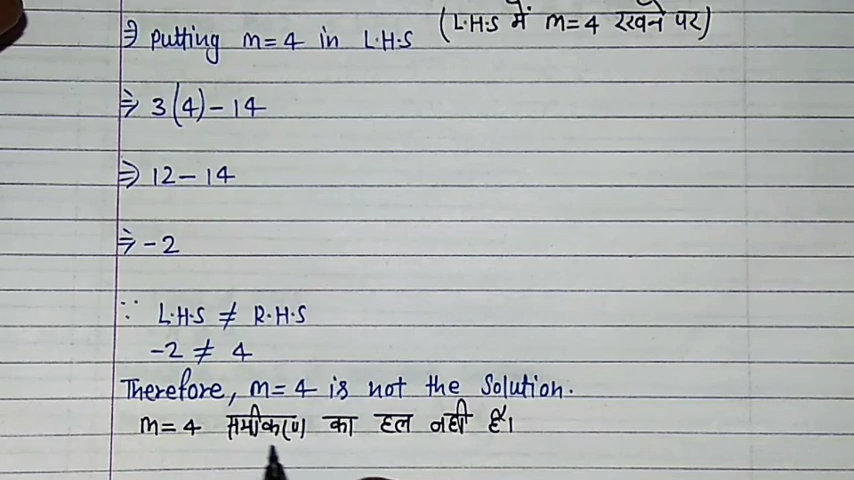 ⇒ Putting m=4 in L.H.S (L.H.S में m=4 रखने पर)
⇒ 3(4)-14
⇒ 12-14
⇒ -2
∵ L.H.S ≠ R.H.S
-2 ≠ 4
Therefore, m=4 is not the solution.
m=4 समीकरण का हल नहीं है।